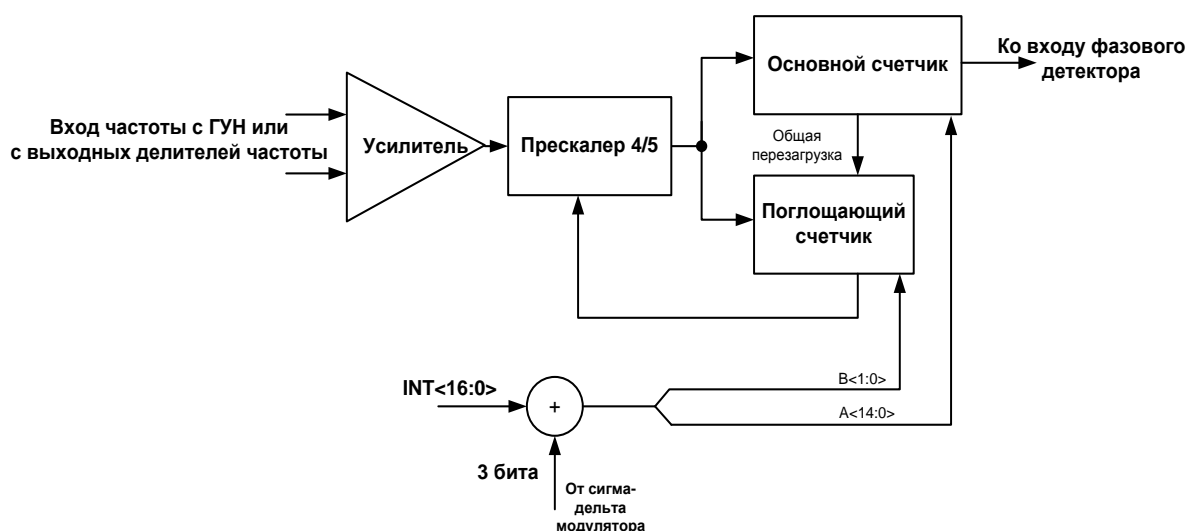 Вход частоты с ГУН или
с выходных делителей частоты
Усилитель
Прескалер 4/5
Основной счетчик
Ко входу фазового
детектора
Общая
перезагрузка
Поглощающий
счетчик
INT<16:0>
+
B<1:0>
A<14:0>
3 бита
От сигма-
дельта
модулятора